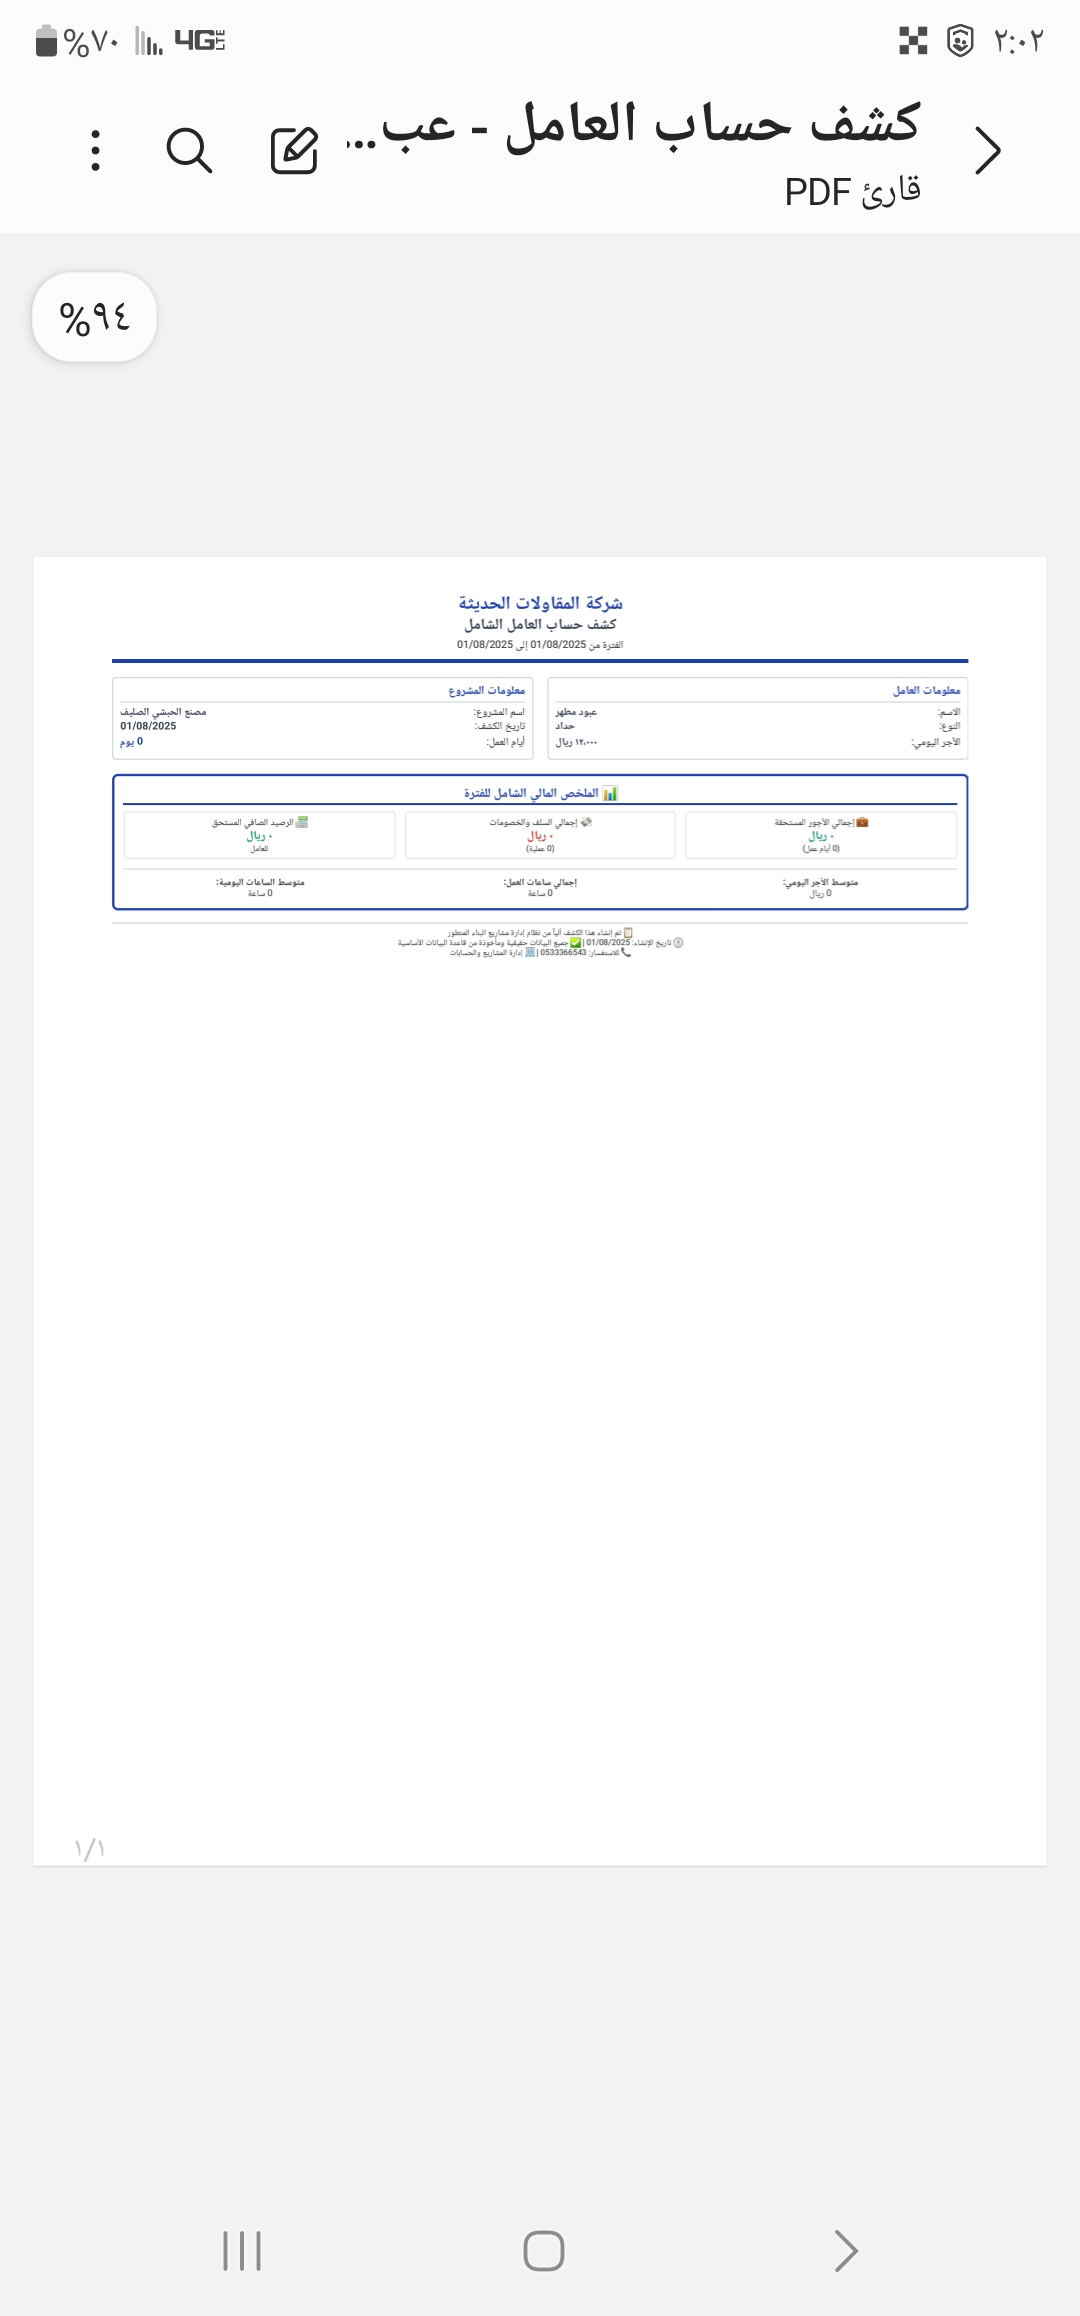 ٢:٠٢
4G LTE
%٧٠
كشف حساب العامل - عب...
قارئ PDF
%٩٤
شركة المقاولات الحديثة
كشف حساب العامل الشامل
الفترة من 01/08/2025 إلى 01/08/2025
معلومات العامل
الاسم: عبود مطهر
النوع: حداد
الأجر اليومي: ١٢,٠٠٠ ريال
معلومات المشروع
اسم المشروع: مصنع الحبشي الصليف
تاريخ الكشف: 01/08/2025
أيام العمل: 0 يوم
📊 الملخص المالي الشامل للفترة
💼 إجمالي الأجور المستحقة
٠ ريال
(0 أيام عمل)
💸 إجمالي السلف والخصومات
٠ ريال
(0 عملية)
الرصيد الصافي المستحق
٠ ريال
للعامل
متوسط الأجر اليومي:
0 ريال
إجمالي ساعات العمل:
0 ساعة
متوسط الساعات اليومية:
0 ساعة
📋 تم إنشاء هذا الكشف آلياً من نظام إدارة مشاريع البناء المتطور
🕐 تاريخ الإنشاء: 01/08/2025 | ✅ جميع البيانات حقيقية ومأخوذة من قاعدة البيانات الأساسية
📞 للاستفسار: 0533366543 | 🏢 إدارة المشاريع والحسابات
١/١